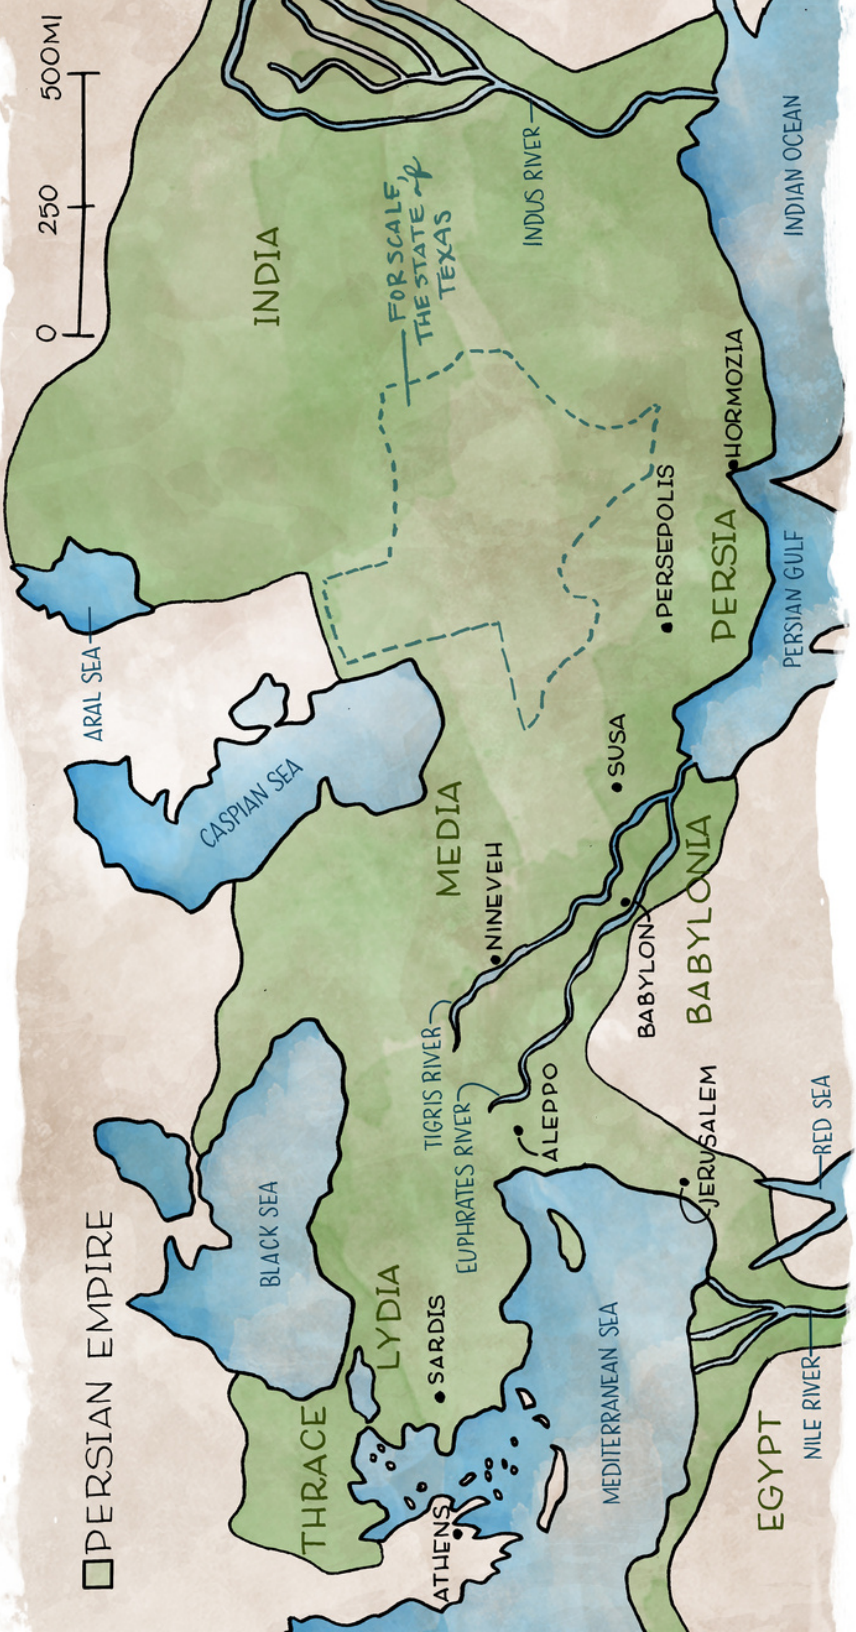 PERSIAN EMPIRE
0 250 500MI
ARAL SEA
CASPIAN SEA
BLACK SEA
THRACE
LYDIA
SARDIS
ATHENS
MEDIA
INDIA
FOR SCALE,
THE STATE of
TEXAS
TIGRIS RIVER
EUPHRATES RIVER
NINEVEH
ALEPPO
SUSA
INDUS RIVER
MEDITERRANEAN SEA
BABYLON
PERSEPOLIS
JERUSALEM
BABYLONIA
PERSIA
HORMOZIA
EGYPT
NILE RIVER
RED SEA
PERSIAN GULF
INDIAN OCEAN